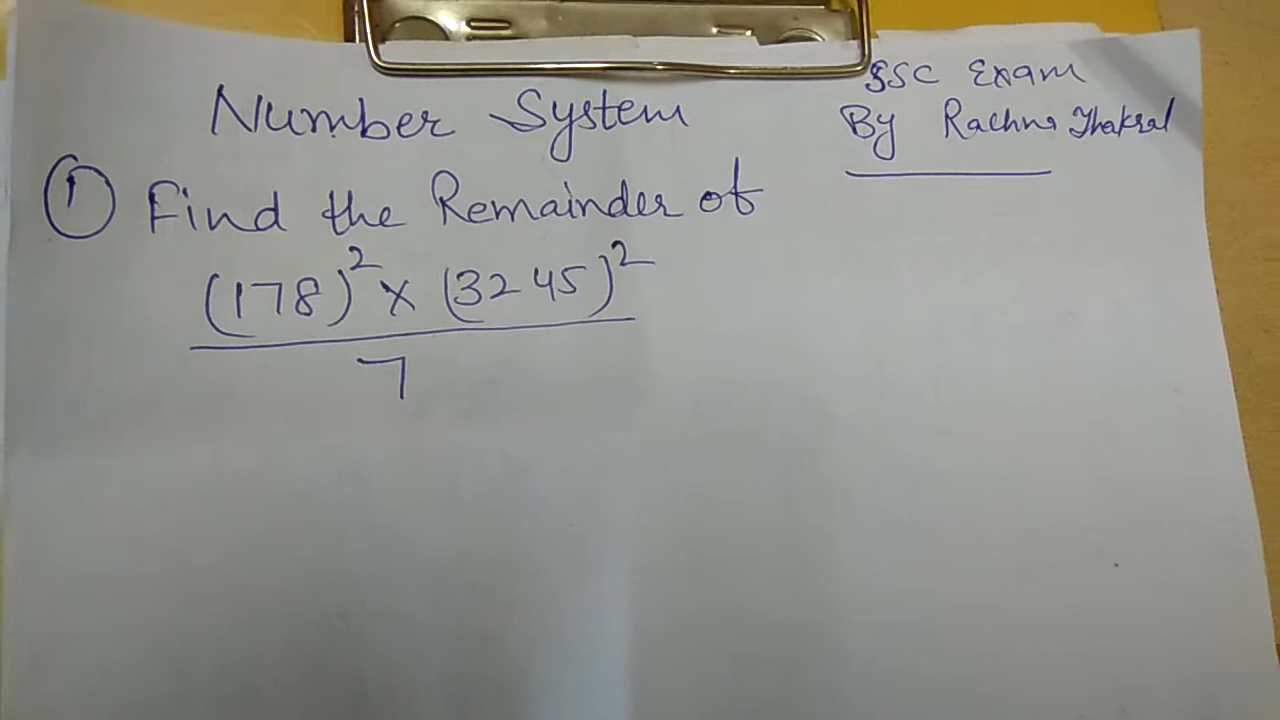 Number System
SSC Exam
By Rachna Thakral
① Find the Remainder of
(178)² × (3245)²
7